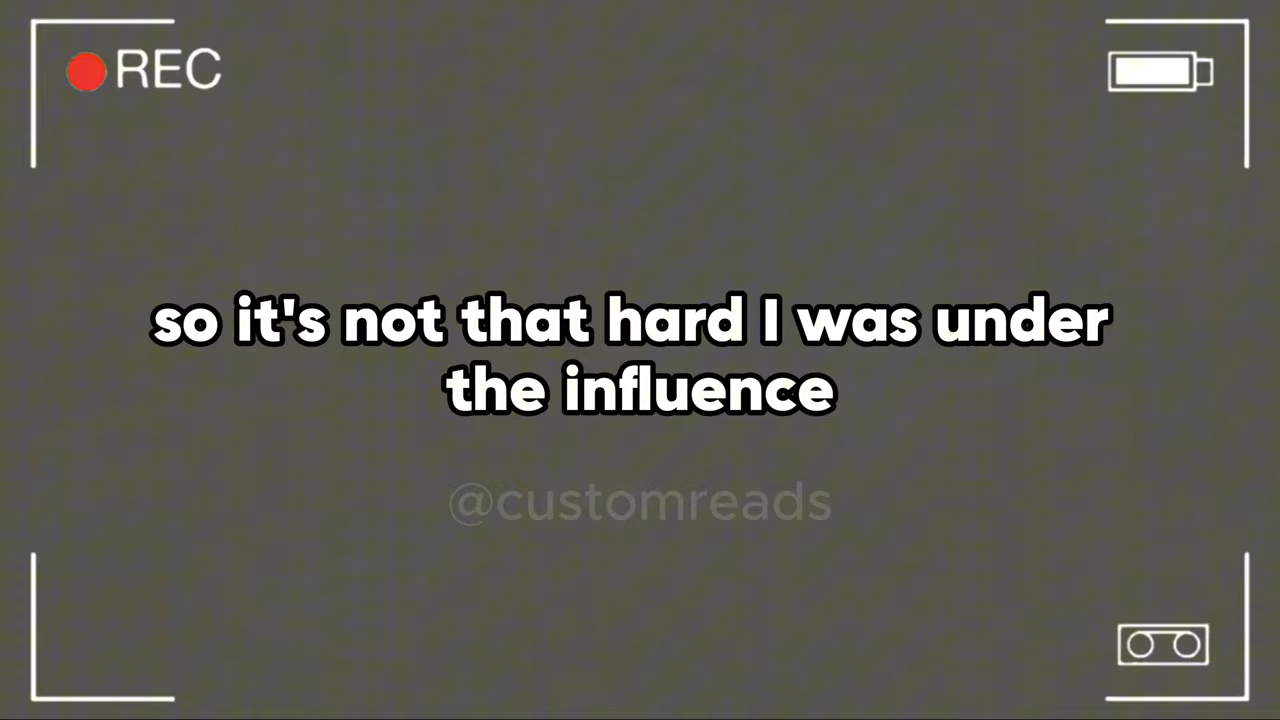 REC
so it's not that hard I was under
the influence
@customreads